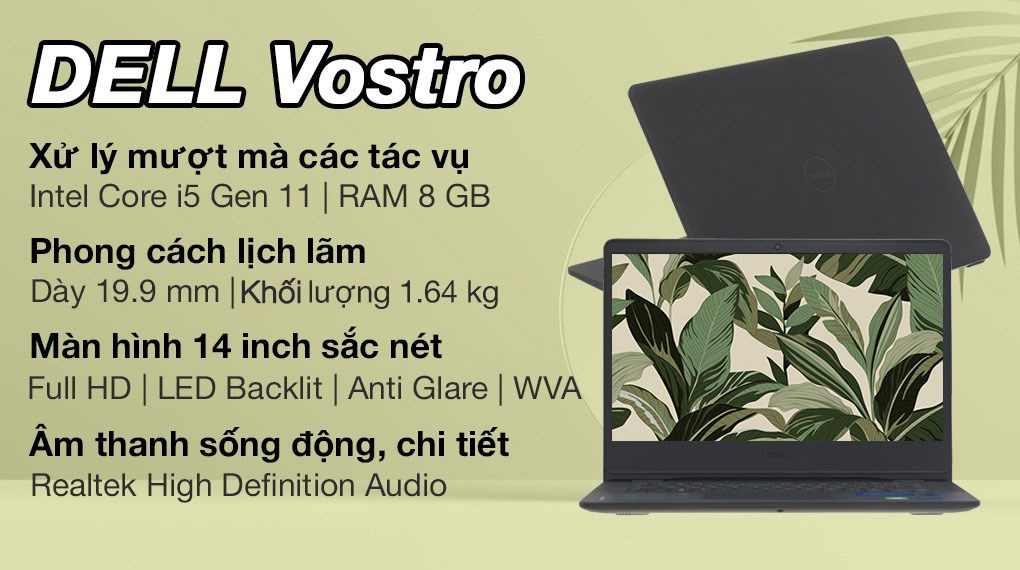 DELL Vostro
Xử lý mượt mà các tác vụ
Intel Core i5 Gen 11 | RAM 8 GB
Phong cách lịch lãm
Dày 19.9 mm | Khối lượng 1.64 kg
Màn hình 14 inch sắc nét
Full HD | LED Backlit | Anti Glare | WVA
Âm thanh sống động, chi tiết
Realtek High Definition Audio
DELL
DELL